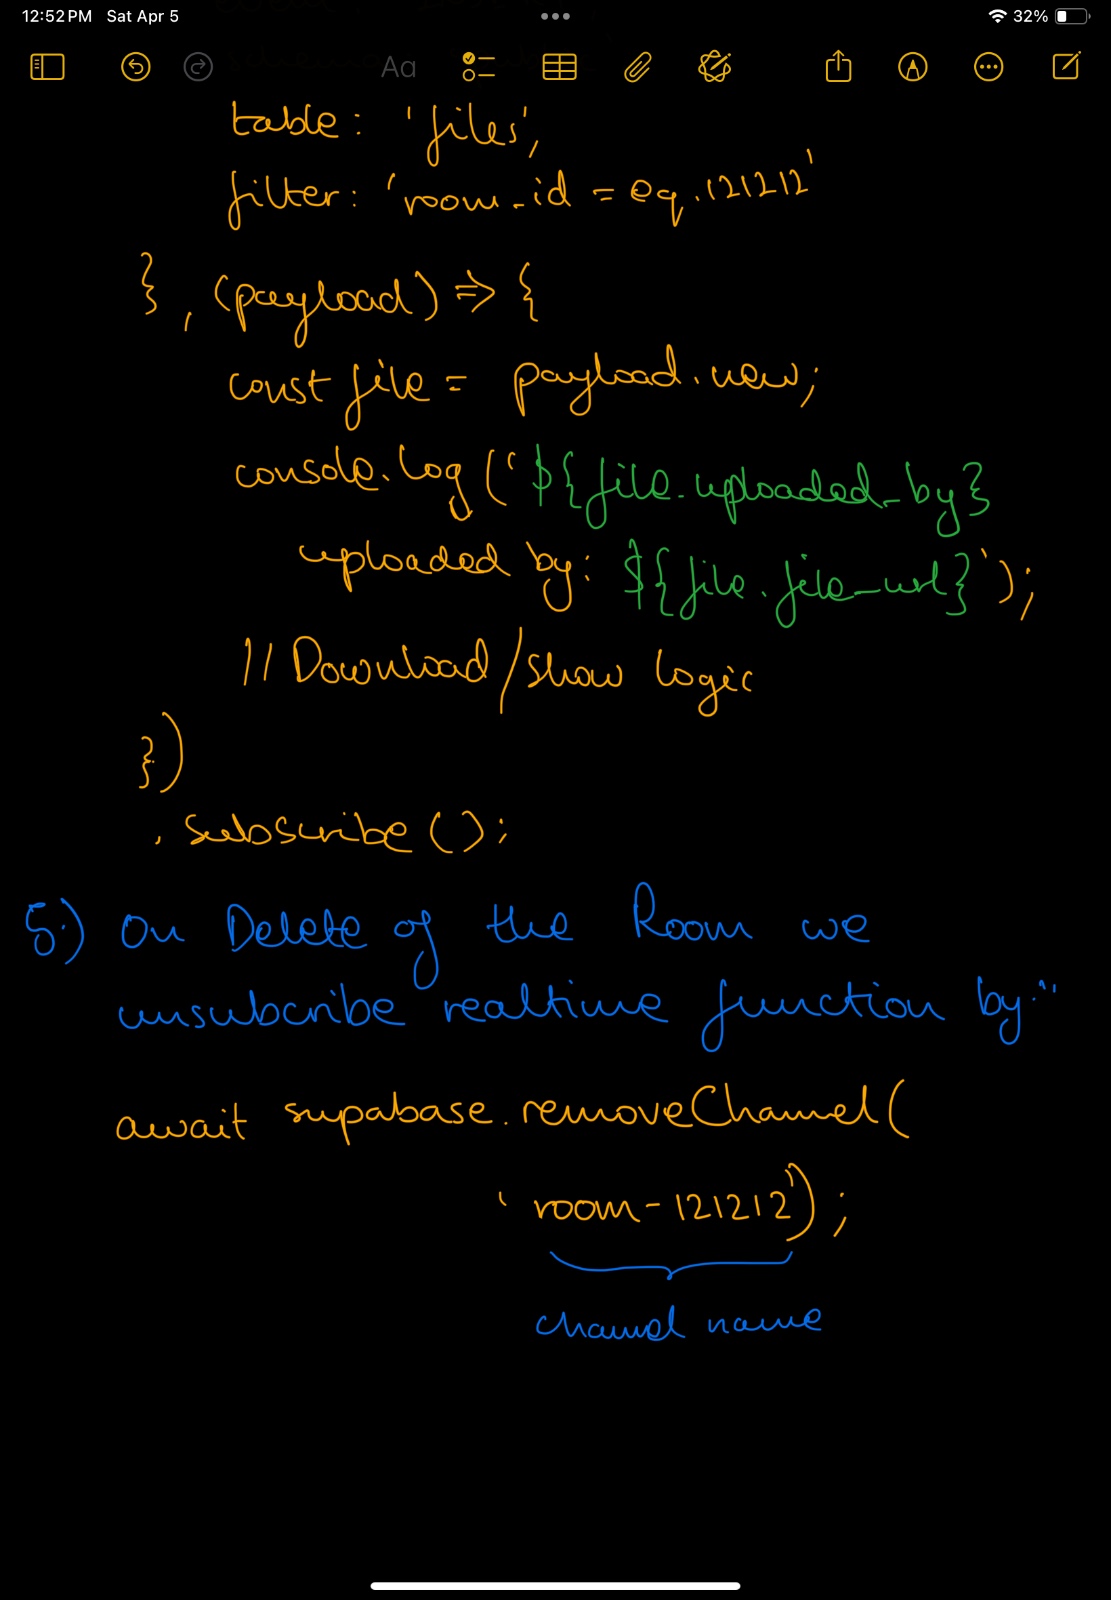 12:52 PM Sat Apr 5
32%
Aa
table: 'files',
filter: 'room_id = eq.121212'
}, (payload) => {
const file = payload.new;
console.log(`${file.uploaded_by}
uploaded by: ${file.file_url}`);
// Download/show logic
})
.subscribe();
5.) On Delete of the Room we
unsubcribe realtime function by:-
await supabase.removeChannel(
'room-121212');
channel name